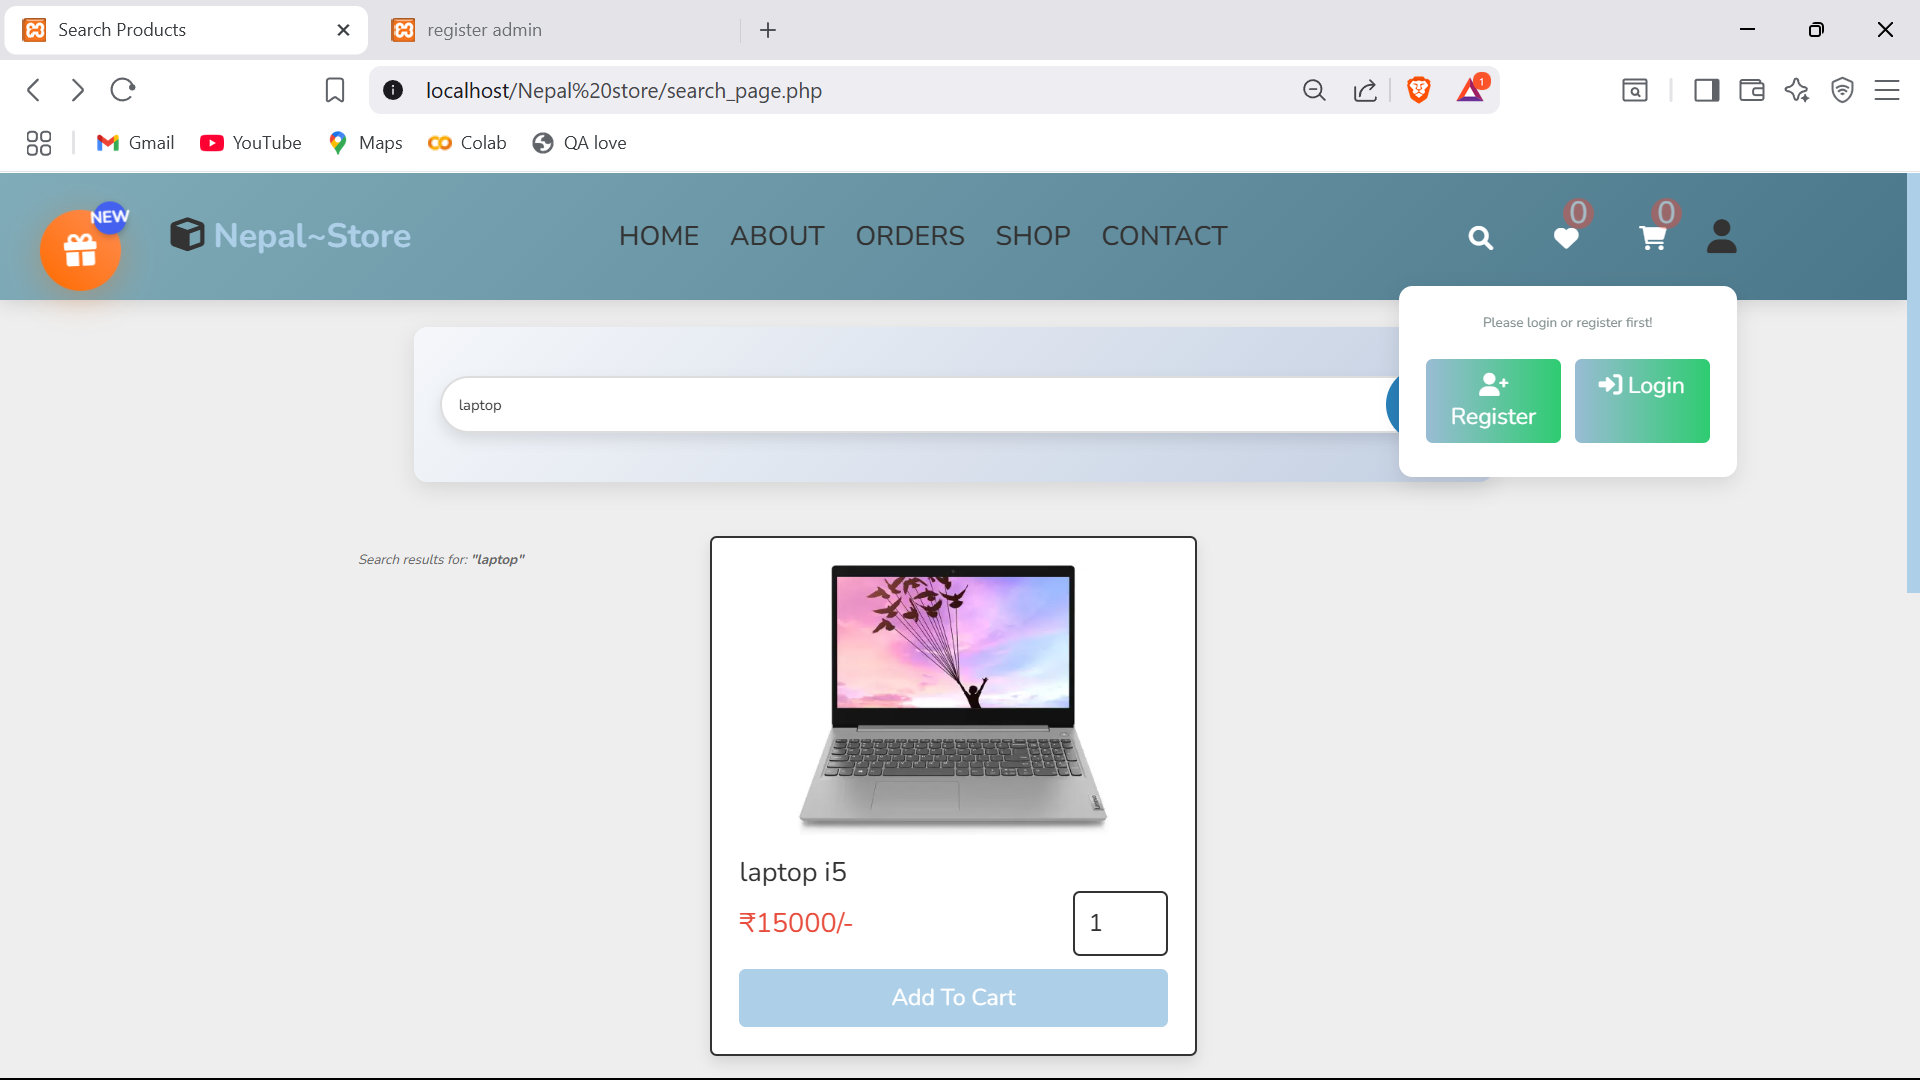 Search Products
register admin
localhost/Nepal%20store/search_page.php
1
Gmail
YouTube
Maps
Colab
QA love
NEW
Nepal~Store
HOME
ABOUT
ORDERS
SHOP
CONTACT
0
0
Please login or register first!
Register
Login
laptop
Search results for: "laptop"
laptop i5
₹15000/-
1
Add To Cart